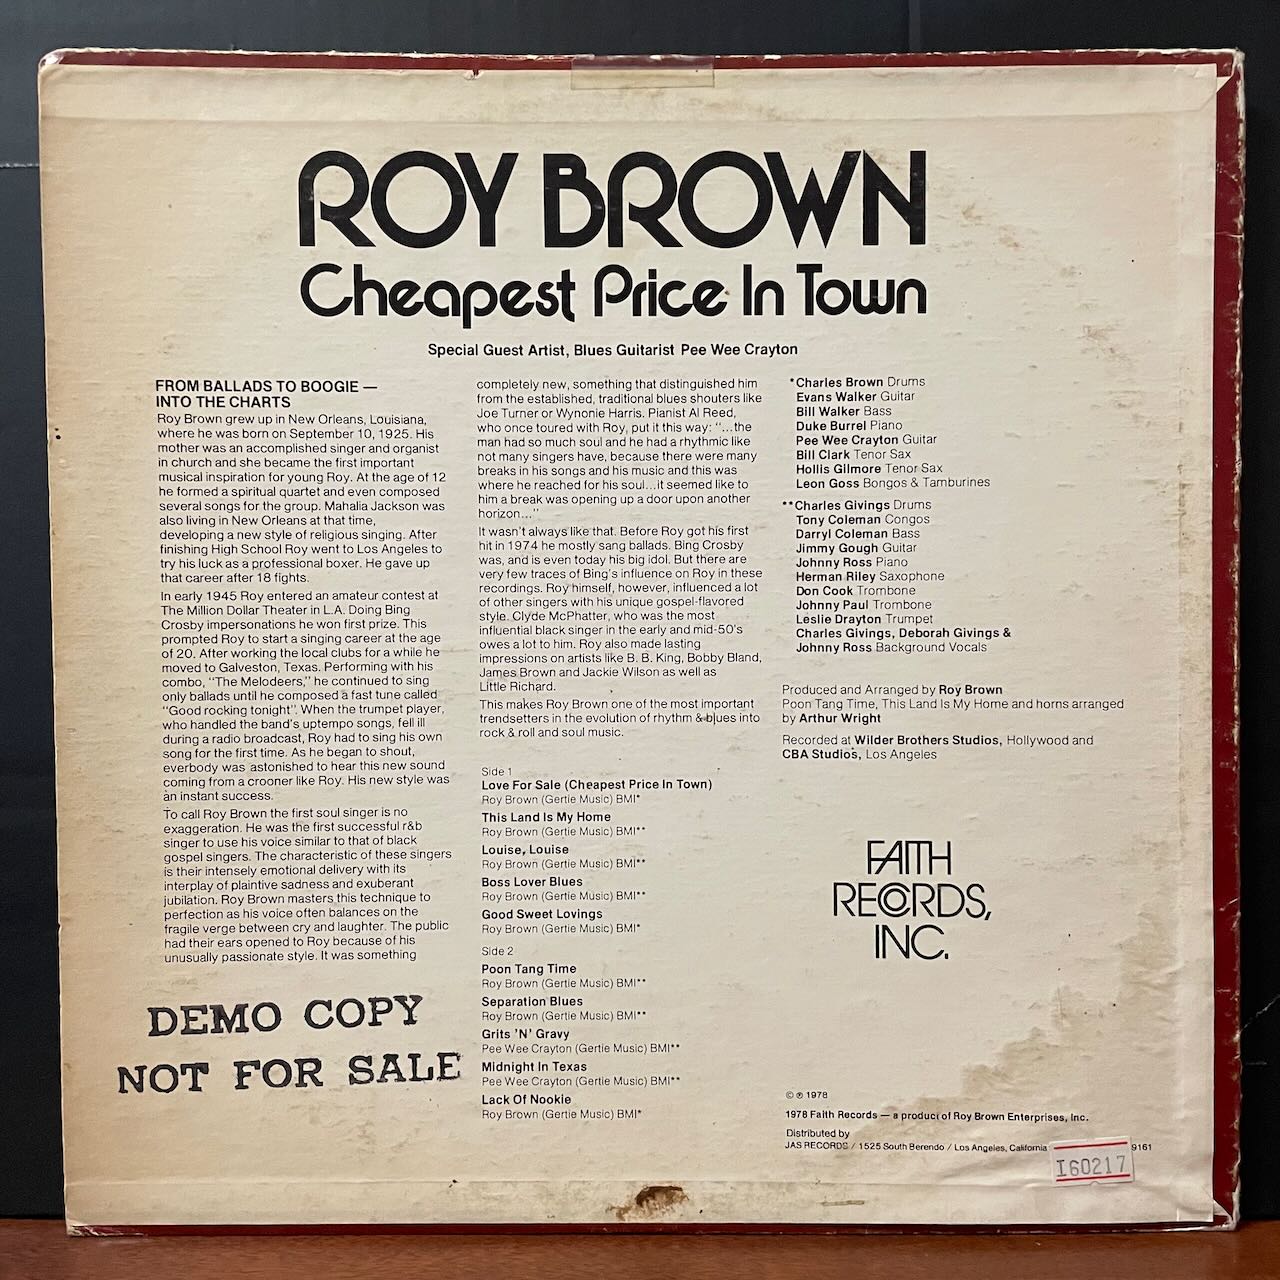 ROY BROWN
Cheapest Price In Town
Special Guest Artist, Blues Guitarist Pee Wee Crayton
FROM BALLADS TO BOOGIE —
INTO THE CHARTS
Roy Brown grew up in New Orleans, Louisiana,
where he was born on September 10, 1925. His
mother was an accomplished singer and organist
in church and she became the first important
musical inspiration for young Roy. At the age of 12
he formed a spiritual quartet and even composed
several songs for the group. Mahalia Jackson was
also living in New Orleans at that time,
developing a new style of religious singing. After
finishing High School Roy went to Los Angeles to
try his luck as a professional boxer. He gave up
that career after 18 fights.
In early 1945 Roy entered an amateur contest at
The Million Dollar Theater in L.A. Doing Bing
Crosby impersonations he won first prize. This
prompted Roy to start a singing career at the age
of 20. After working the local clubs for a while he
moved to Galveston, Texas. Performing with his
combo, "The Melodeers," he continued to sing
only ballads until he composed a fast tune called
"Good rocking tonight". When the trumpet player,
who handled the band's uptempo songs, fell ill
during a radio broadcast, Roy had to sing his own
song for the first time. As he began to shout,
everbody was astonished to hear this new sound
coming from a crooner like Roy. His new style was
an instant success.
To call Roy Brown the first soul singer is no
exaggeration. He was the first successful r&b
singer to use his voice similar to that of black
gospel singers. The characteristic of these singers
is their intensely emotional delivery with its
interplay of plaintive sadness and exuberant
jubilation. Roy Brown masters this technique to
perfection as his voice often balances on the
fragile verge between cry and laughter. The public
had their ears opened to Roy because of his
unusually passionate style. It was something
DEMO COPY
NOT FOR SALE
completely new, something that distinguished him
from the established, traditional blues shouters like
Joe Turner or Wynonie Harris. Pianist Al Reed,
who once toured with Roy, put it this way: "...the
man had so much soul and he had a rhythmic like
not many singers have, because there were many
breaks in his songs and his music and this was
where he reached for his soul...it seemed like to
him a break was opening up a door upon another
horizon..."
It wasn't always like that. Before Roy got his first
hit in 1974 he mostly sang ballads. Bing Crosby
was, and is even today his big idol. But there are
very few traces of Bing's influence on Roy in these
recordings. Roy himself, however, influenced a lot
of other singers with his unique gospel-flavored
style. Clyde McPhatter, who was the most
influential black singer in the early and mid-50's
owes a lot to him. Roy also made lasting
impressions on artists like B. B. King, Bobby Bland,
James Brown and Jackie Wilson as well as
Little Richard.
This makes Roy Brown one of the most important
trendsetters in the evolution of rhythm & blues into
rock & roll and soul music.
Side 1
Love For Sale (Cheapest Price In Town)
Roy Brown (Gertie Music) BMI*
This Land Is My Home
Roy Brown (Gertie Music) BMI**
Louise, Louise
Roy Brown (Gertie Music) BMI**
Boss Lover Blues
Roy Brown (Gertie Music) BMI**
Good Sweet Lovings
Roy Brown (Gertie Music) BMI*
Side 2
Poon Tang Time
Roy Brown (Gertie Music) BMI**
Separation Blues
Roy Brown (Gertie Music) BMI**
Grits 'N' Gravy
Pee Wee Crayton (Gertie Music) BMI**
Midnight In Texas
Pee Wee Crayton (Gertie Music) BMI**
Lack Of Nookie
Roy Brown (Gertie Music) BMI*
*Charles Brown Drums
Evans Walker Guitar
Bill Walker Bass
Duke Burrel Piano
Pee Wee Crayton Guitar
Bill Clark Tenor Sax
Hollis Gilmore Tenor Sax
Leon Goss Bongos & Tamburines
**Charles Givings Drums
Tony Coleman Congos
Darryl Coleman Bass
Jimmy Gough Guitar
Johnny Ross Piano
Herman Riley Saxophone
Don Cook Trombone
Johnny Paul Trombone
Leslie Drayton Trumpet
Charles Givings, Deborah Givings &
Johnny Ross Background Vocals
Produced and Arranged by Roy Brown
Poon Tang Time, This Land Is My Home and horns arranged
by Arthur Wright
Recorded at Wilder Brothers Studios, Hollywood and
CBA Studios, Los Angeles
FAITH
RECORDS,
INC.
© ℗ 1978
1978 Faith Records — a product of Roy Brown Enterprises, Inc.
Distributed by
JAS RECORDS / 1525 South Berendo / Los Angeles, California 9161
I60217